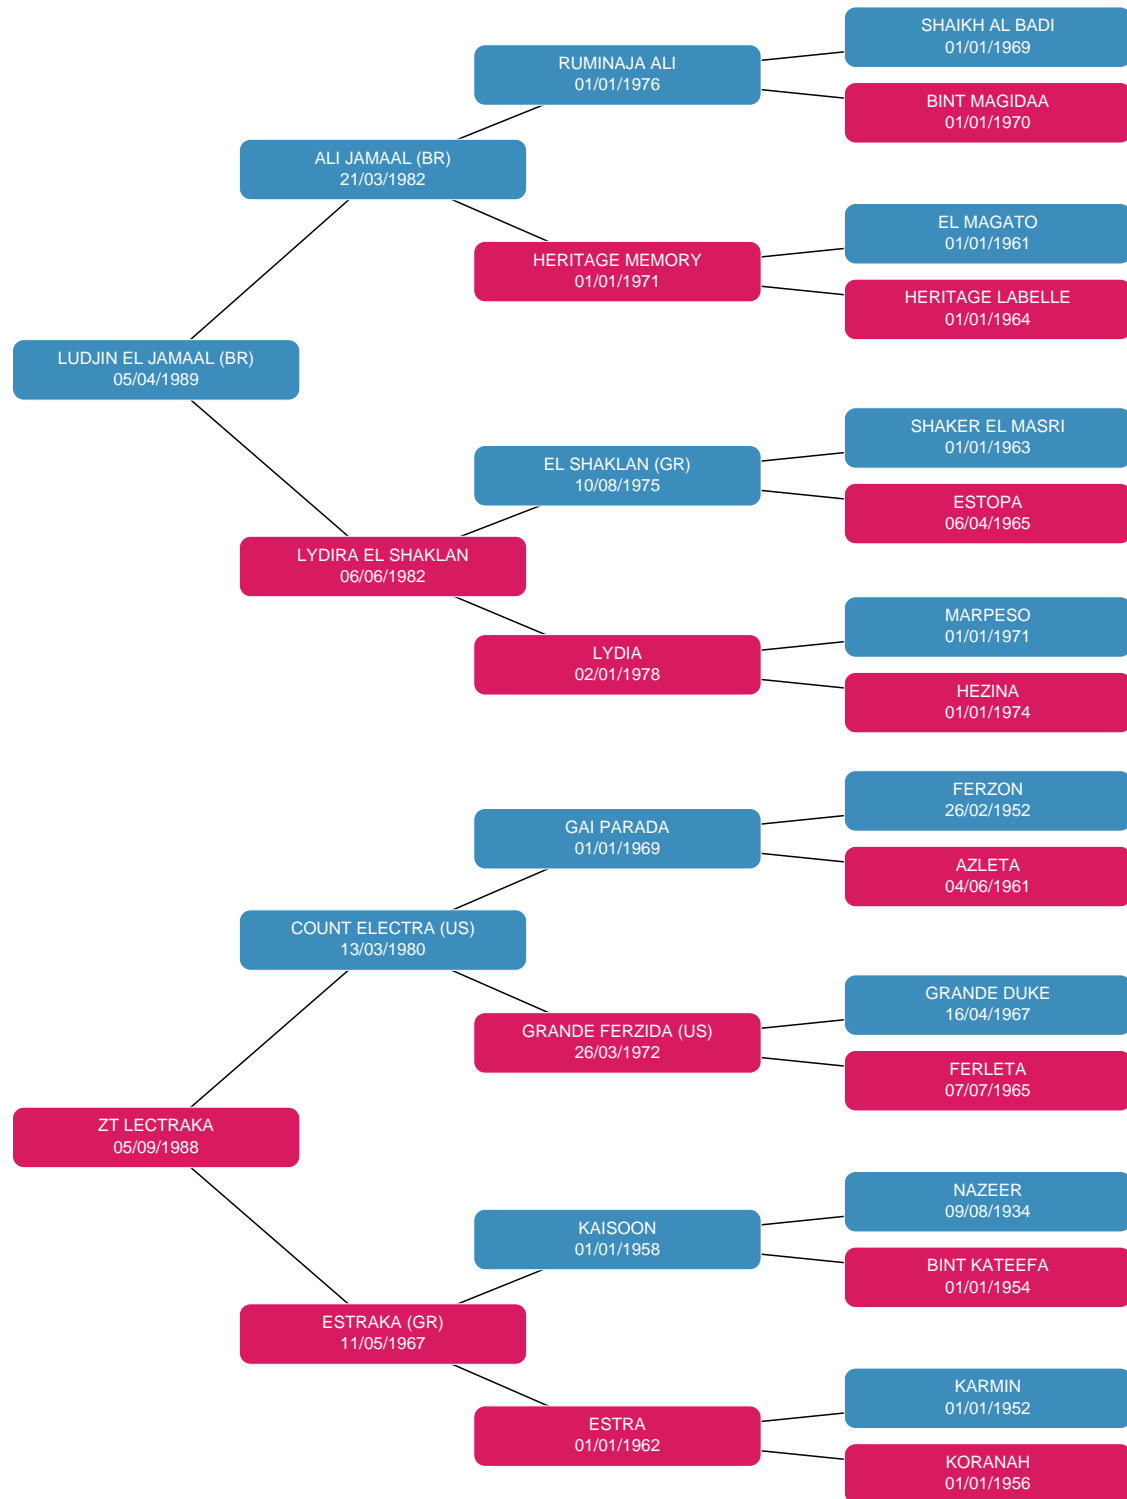 SHAIKH AL BADI
01/01/1969
RUMINAJA ALI
01/01/1976
BINT MAGIDAA
01/01/1970
ALI JAMAAL (BR)
21/03/1982
EL MAGATO
01/01/1961
HERITAGE MEMORY
01/01/1971
HERITAGE LABELLE
01/01/1964
LUDJIN EL JAMAAL (BR)
05/04/1989
SHAKER EL MASRI
01/01/1963
EL SHAKLAN (GR)
10/08/1975
ESTOPA
06/04/1965
LYDIRA EL SHAKLAN
06/06/1982
MARPESO
01/01/1971
LYDIA
02/01/1978
HEZINA
01/01/1974
FERZON
26/02/1952
GAI PARADA
01/01/1969
AZLETA
04/06/1961
COUNT ELECTRA (US)
13/03/1980
GRANDE DUKE
16/04/1967
GRANDE FERZIDA (US)
26/03/1972
FERLETA
07/07/1965
ZT LECTRAKA
05/09/1988
NAZEER
09/08/1934
KAISOON
01/01/1958
BINT KATEEFA
01/01/1954
ESTRAKA (GR)
11/05/1967
KARMIN
01/01/1952
ESTRA
01/01/1962
KORANAH
01/01/1956